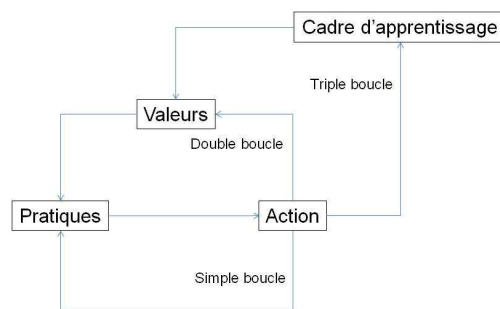 Cadre d'apprentissage
Triple boucle
Valeurs
Double boucle
Pratiques
Action
Simple boucle